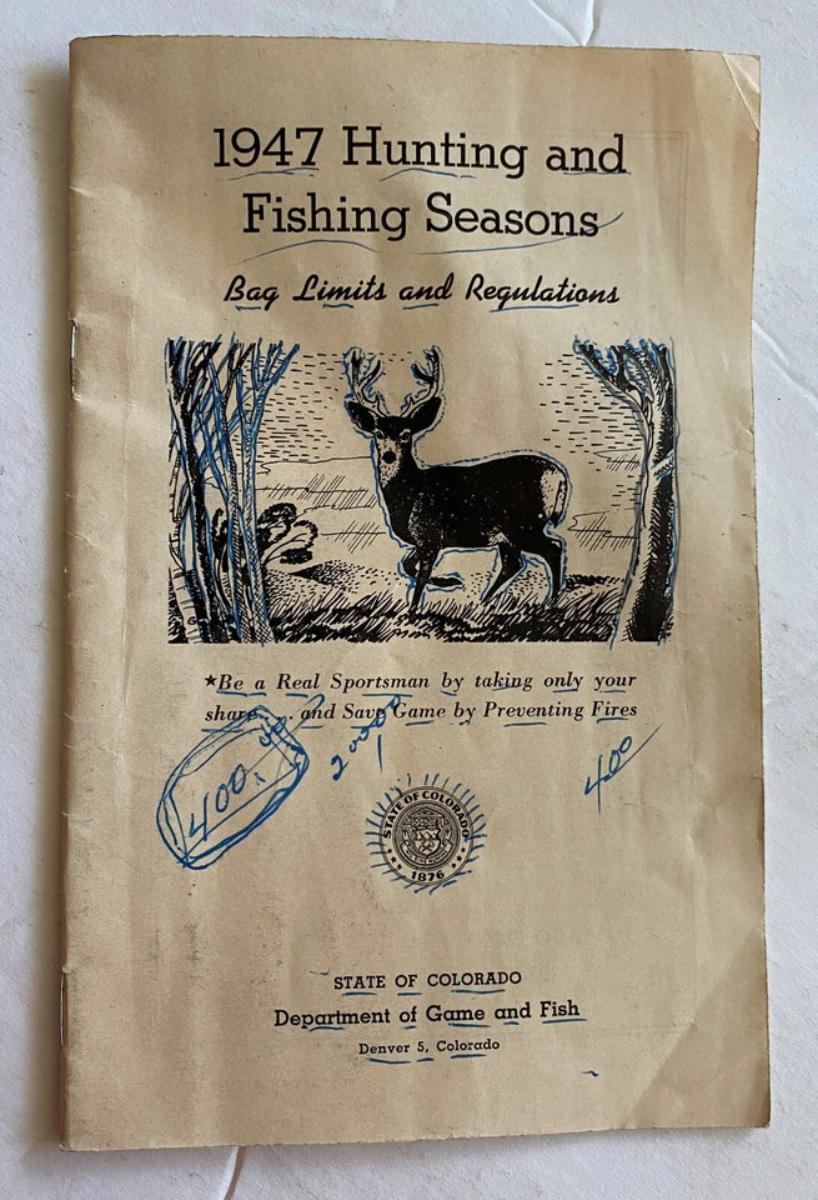 1947 Hunting and
Fishing Seasons
Bag Limits and Regulations
★Be a Real Sportsman by taking only your
share . . . and Save Game by Preventing Fires
400.00
400
STATE OF COLORADO
1876
STATE OF COLORADO
Department of Game and Fish
Denver 5, Colorado